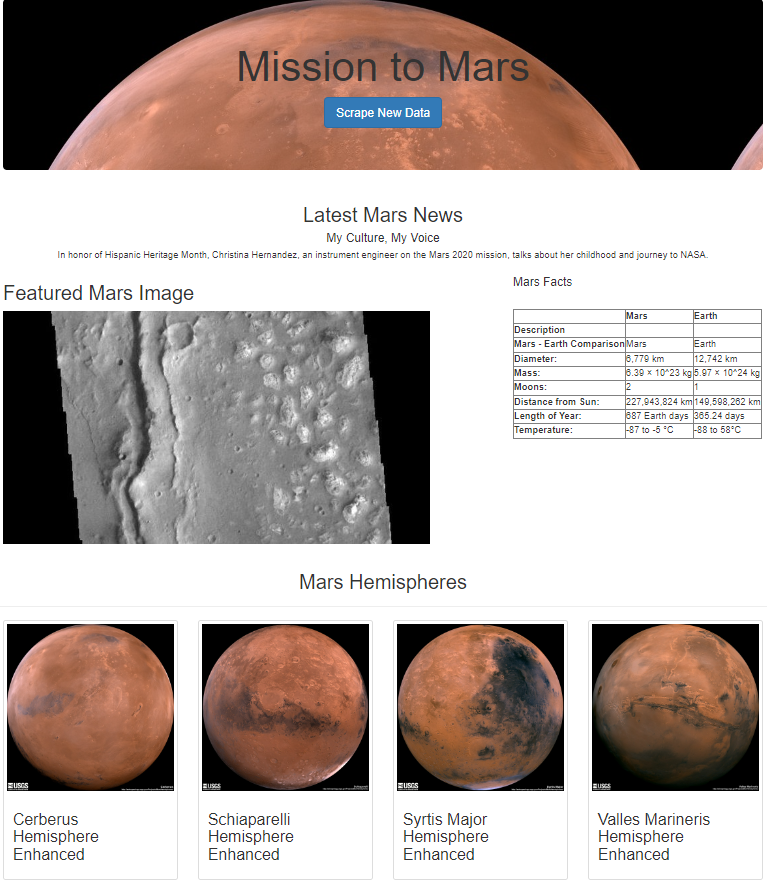 Mission to Mars
Scrape New Data
Latest Mars News
My Culture, My Voice
In honor of Hispanic Heritage Month, Christina Hernandez, an instrument engineer on the Mars 2020 mission, talks about her childhood and journey to NASA.
Featured Mars Image
Mars Facts
Mars Earth
Description
Mars - Earth Comparison Mars Earth
Diameter: 6,779 km 12,742 km
Mass: 6.39 × 10^23 kg 5.97 × 10^24 kg
Moons: 2 1
Distance from Sun: 227,943,824 km 149,598,262 km
Length of Year: 687 Earth days 365.24 days
Temperature: -87 to -5 °C -88 to 58°C
Mars Hemispheres
USGS
USGS
USGS
USGS
Cerberus
Hemisphere
Enhanced
Schiaparelli
Hemisphere
Enhanced
Syrtis Major
Hemisphere
Enhanced
Valles Marineris
Hemisphere
Enhanced